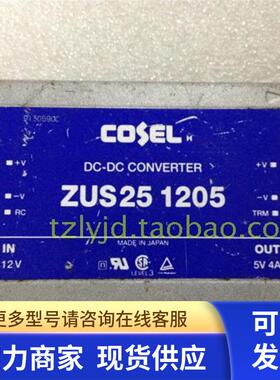 COSEL
DC-DC CONVERTER
+V
-V
RC
ZUS25 1205
+V
-V
TRM
tzlyjd.taobao.com
IN
12V
MADE IN JAPAN
LEVEL 3
OUT
5V 4A
更多型号请咨询在线客服
力商家 现货供应
可